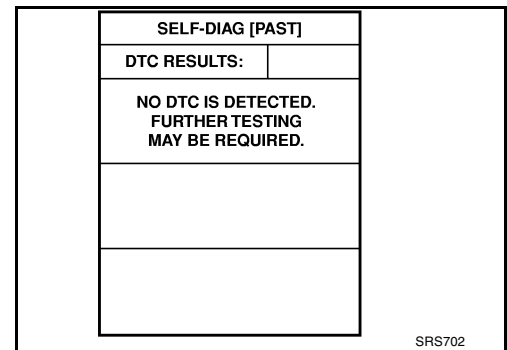 SELF-DIAG [PAST]
DTC RESULTS:
NO DTC IS DETECTED.
FURTHER TESTING
MAY BE REQUIRED.
SRS702